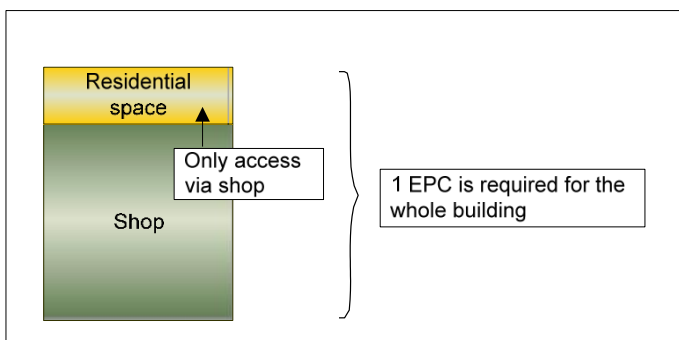 Residential
space
Only access
via shop
Shop
1 EPC is required for the
whole building